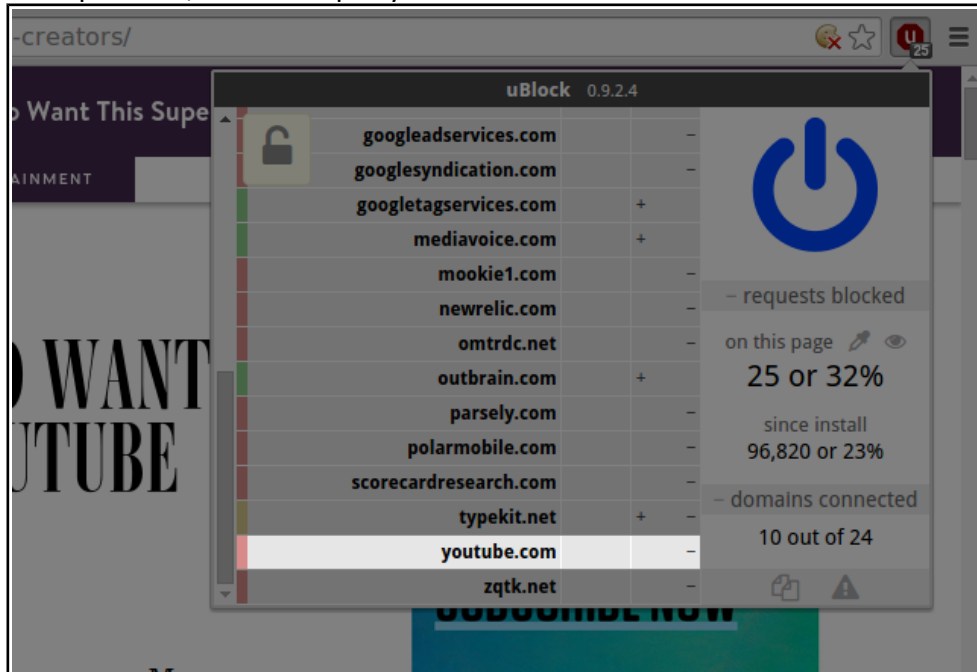 -creators/
25
uBlock 0.9.2.4
o Want This Supe
AINMENT
googleadservices.com –
googlesyndication.com –
googletagservices.com +
mediavoice.com +
mookie1.com –
newrelic.com –
omtrdc.net –
outbrain.com +
parsely.com –
polarmobile.com –
scorecardresearch.com –
typekit.net + –
youtube.com –
zqtk.net –
– requests blocked
on this page
25 or 32%
since install
96,820 or 23%
– domains connected
10 out of 24
O WANT
UTUBE
SUBSCRIBE NOW